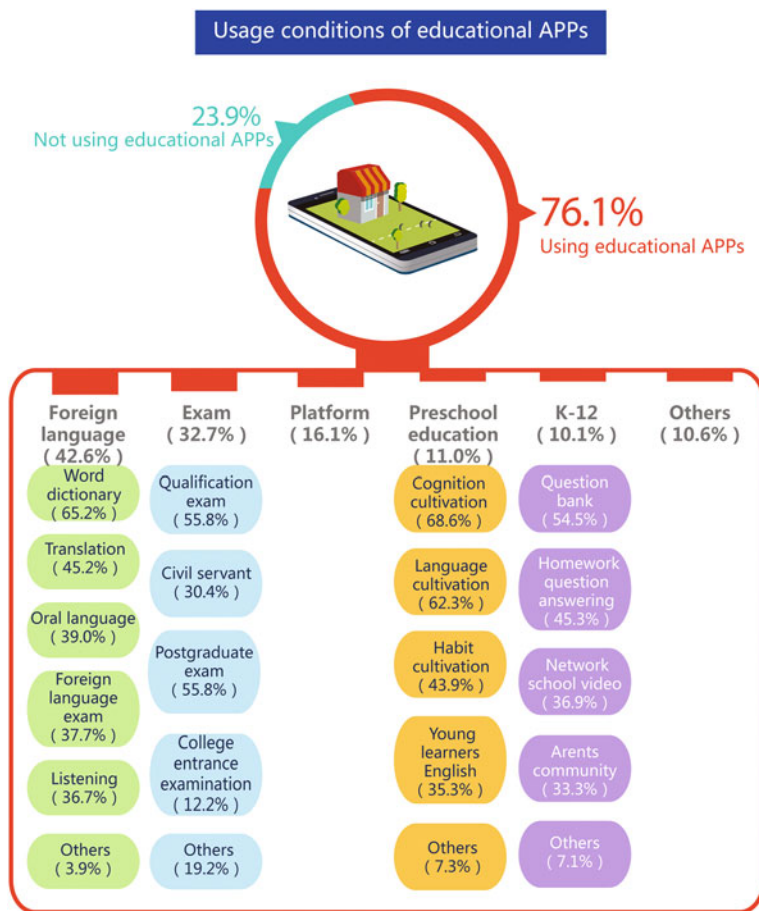 Usage conditions of educational APPs
23.9%
Not using educational APPs
76.1%
Using educational APPs
Foreign
language
( 42.6% )
Word
dictionary
( 65.2% )
Translation
( 45.2% )
Oral language
( 39.0% )
Foreign
language
exam
( 37.7% )
Listening
( 36.7% )
Others
( 3.9% )
Exam
( 32.7% )
Qualification
exam
( 55.8% )
Civil servant
( 30.4% )
Postgraduate
exam
( 55.8% )
College
entrance
examination
( 12.2% )
Others
( 19.2% )
Platform
( 16.1% )
Preschool
education
( 11.0% )
Cognition
cultivation
( 68.6% )
Language
cultivation
( 62.3% )
Habit
cultivation
( 43.9% )
Young
learners
English
( 35.3% )
Others
( 7.3% )
K-12
( 10.1% )
Question
bank
( 54.5% )
Homework
question
answering
( 45.3% )
Network
school video
( 36.9% )
Arents
community
( 33.3% )
Others
( 7.1% )
Others
( 10.6% )